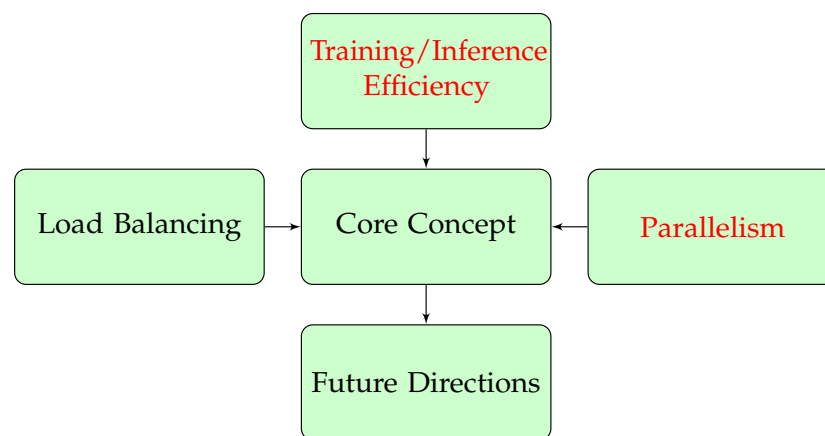 Training/Inference
Efficiency
Load Balancing
Core Concept
Parallelism
Future Directions